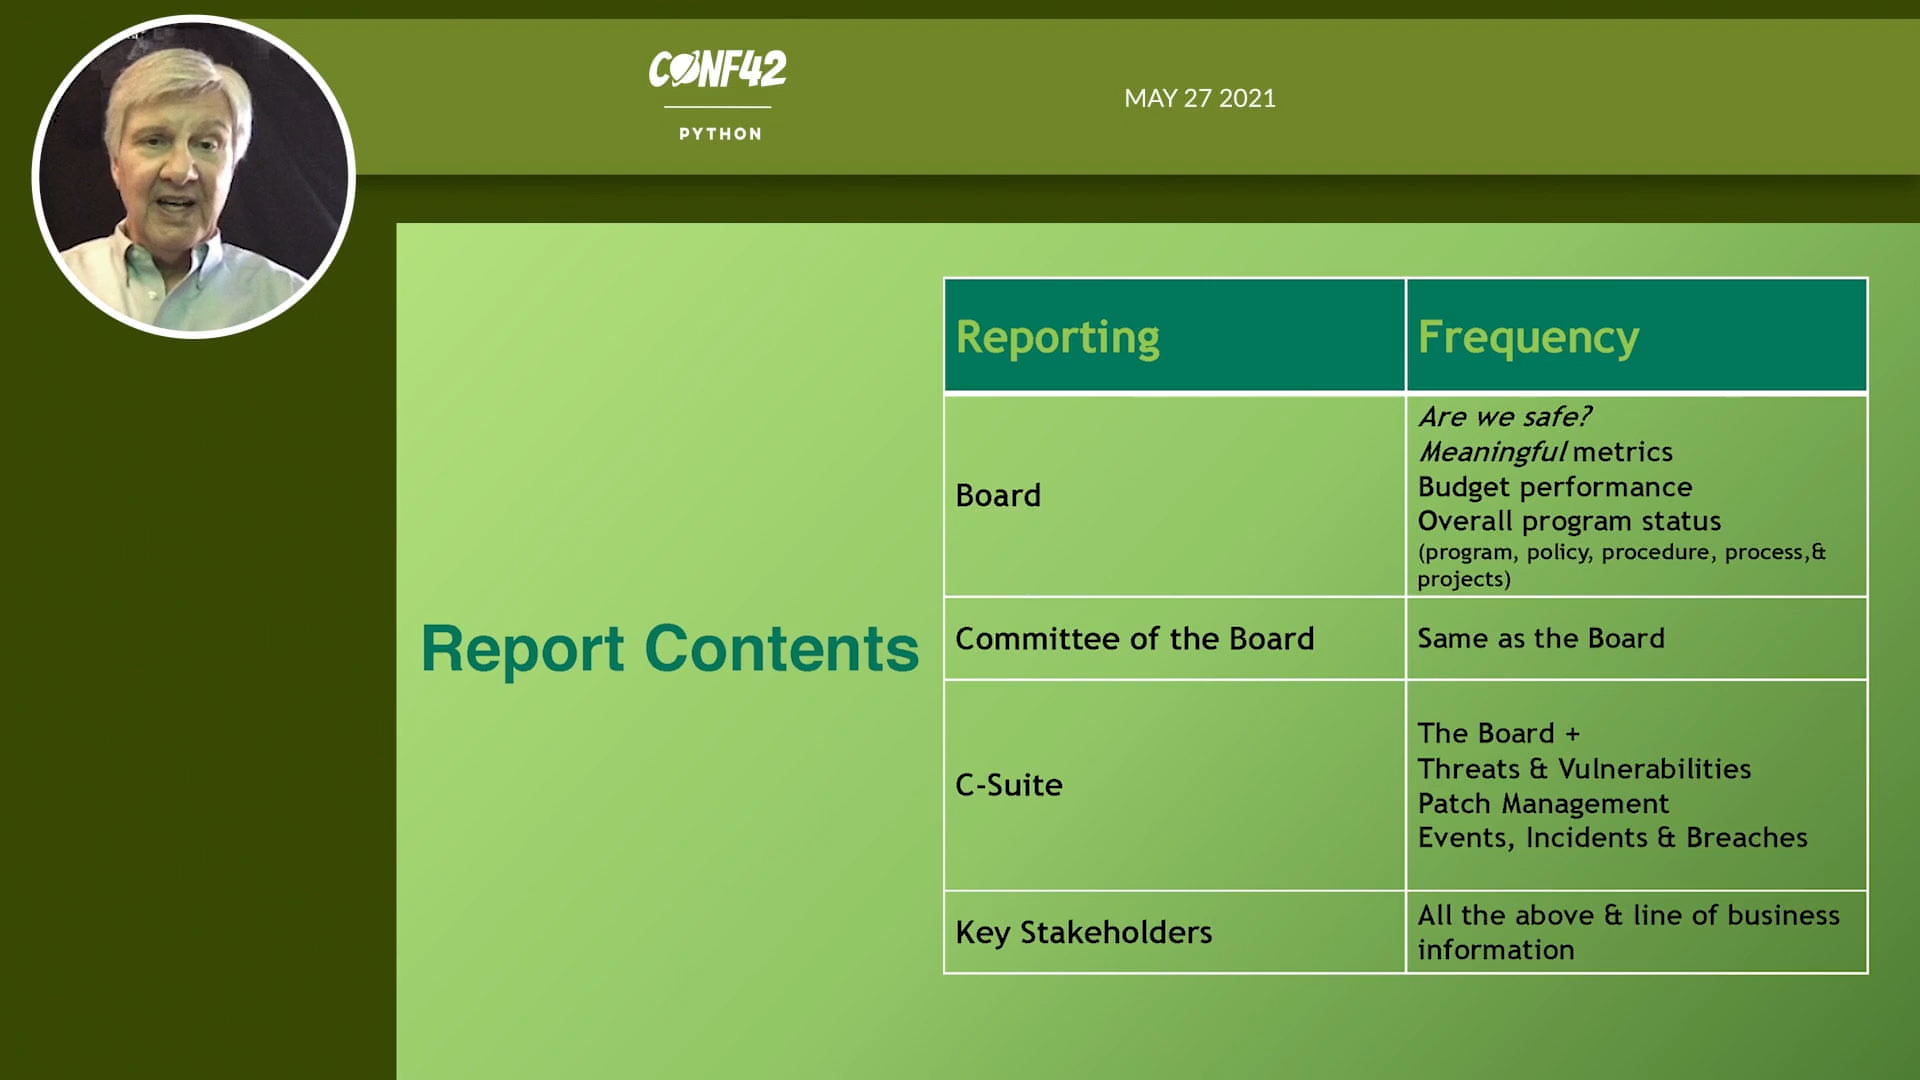 CONF42
PYTHON
MAY 27 2021
Report Contents
Reporting
Frequency
Board
Are we safe?
Meaningful metrics
Budget performance
Overall program status
(program, policy, procedure, process,&
projects)
Committee of the Board
Same as the Board
C-Suite
The Board +
Threats & Vulnerabilities
Patch Management
Events, Incidents & Breaches
Key Stakeholders
All the above & line of business
information